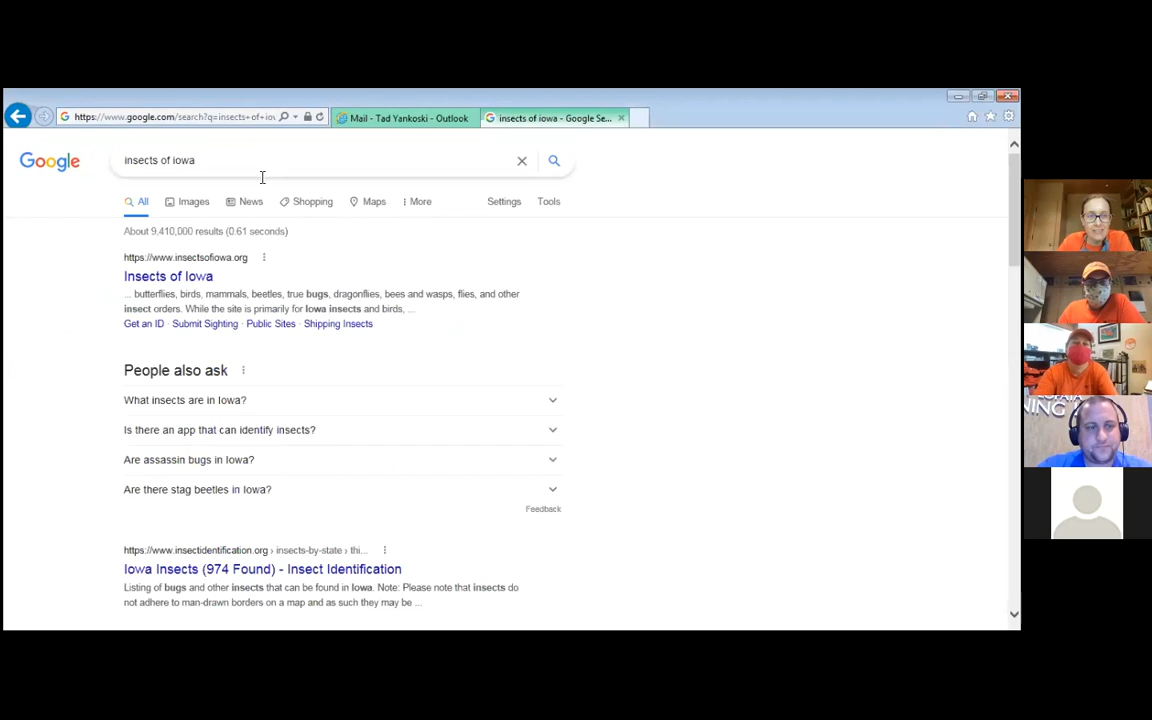 https://www.google.com/search?q=insects+of+iov
Mail - Tad Yankoski - Outlook
insects of iowa - Google Se...
Google
insects of iowa
All
Images
News
Shopping
Maps
More
Settings
Tools
About 9,410,000 results (0.61 seconds)
https://www.insectsofiowa.org
Insects of Iowa
... butterflies, birds, mammals, beetles, true bugs, dragonflies, bees and wasps, flies, and other
insect orders. While the site is primarily for Iowa insects and birds, ...
Get an ID · Submit Sighting · Public Sites · Shipping Insects
People also ask
What insects are in Iowa?
Is there an app that can identify insects?
Are assassin bugs in Iowa?
Are there stag beetles in Iowa?
Feedback
https://www.insectidentification.org › insects-by-state › thi...
Iowa Insects (974 Found) - Insect Identification
Listing of bugs and other insects that can be found in Iowa. Note: Please note that insects do
not adhere to man-drawn borders on a map and as such they may be ...